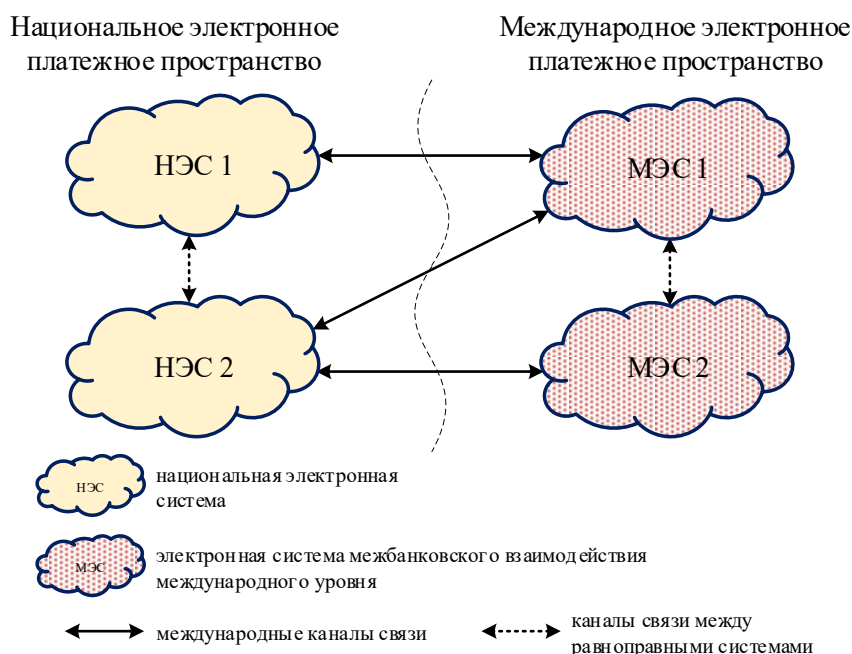 Национальное электронное
платежное пространство
Международное электронное
платежное пространство
НЭС 1
МЭС 1
НЭС 2
МЭС 2
НЭС
национальная электронная
система
МЭС
электронная система межбанковского взаимодействия
международного уровня
международные каналы связи
каналы связи между
равноправными системами